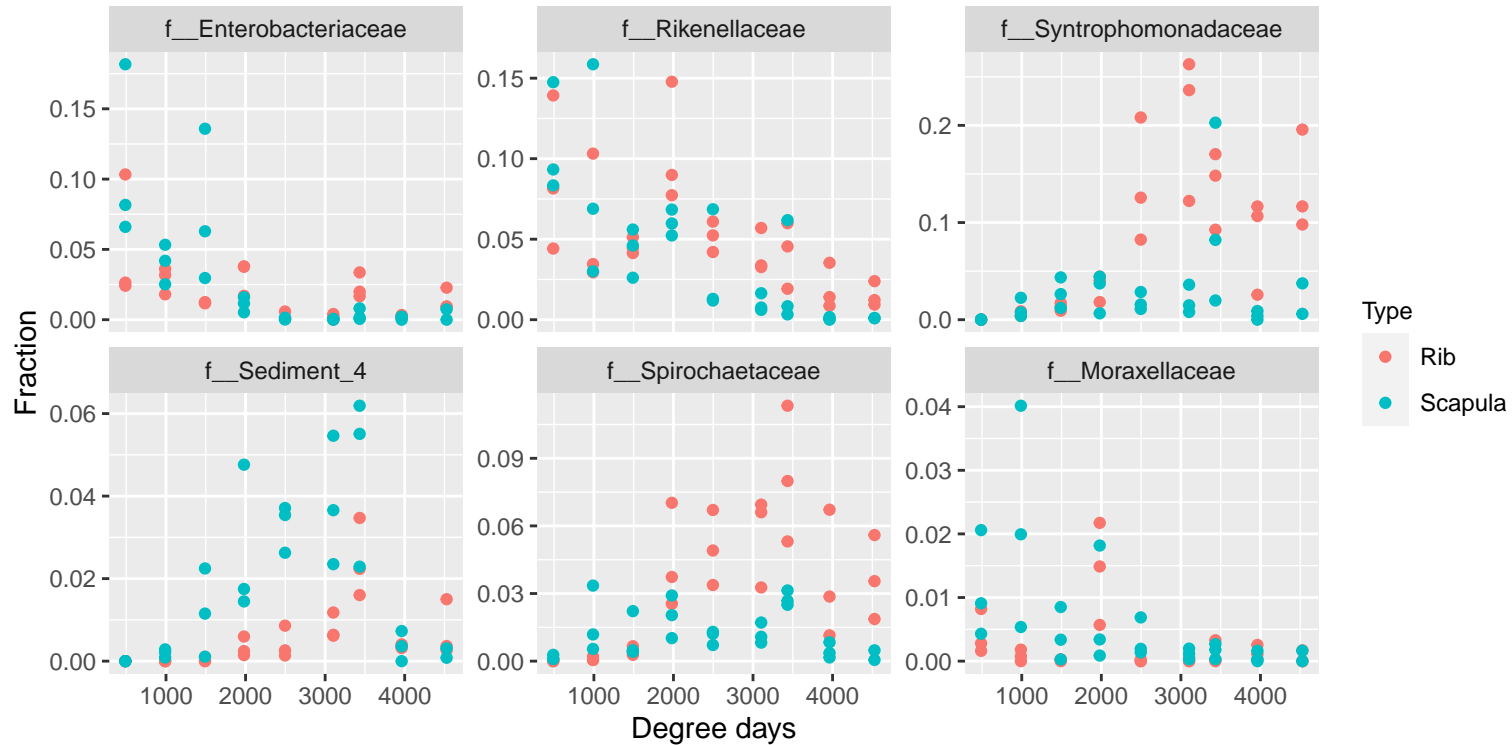 f__Enterobacteriaceae
f__Rikenellaceae
f__Syntrophomonadaceae
0.15
0.10
0.05
0.00
0.15
0.10
0.05
0.00
0.2
0.1
0.0
f__Sediment_4
f__Spirochaetaceae
f__Moraxellaceae
0.06
0.04
0.02
0.00
0.09
0.06
0.03
0.00
0.04
0.03
0.02
0.01
0.00
1000 2000 3000 4000
1000 2000 3000 4000
1000 2000 3000 4000
Degree days
Fraction
Type
Rib
Scapula